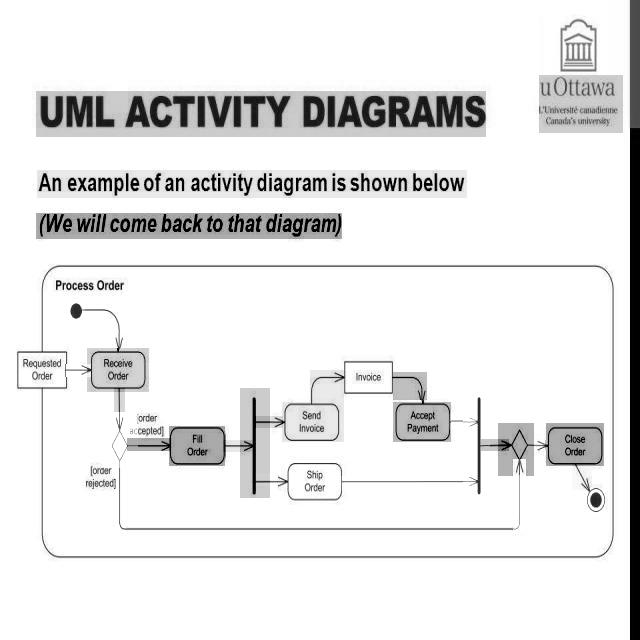 uOttawa
L'Université canadienne
Canada's university
UML ACTIVITY DIAGRAMS
An example of an activity diagram is shown below
(We will come back to that diagram)
Process Order
Requested
Order
Receive
Order
[order
accepted]
[order
rejected]
Fill
Order
Send
Invoice
Invoice
Accept
Payment
Ship
Order
Close
Order